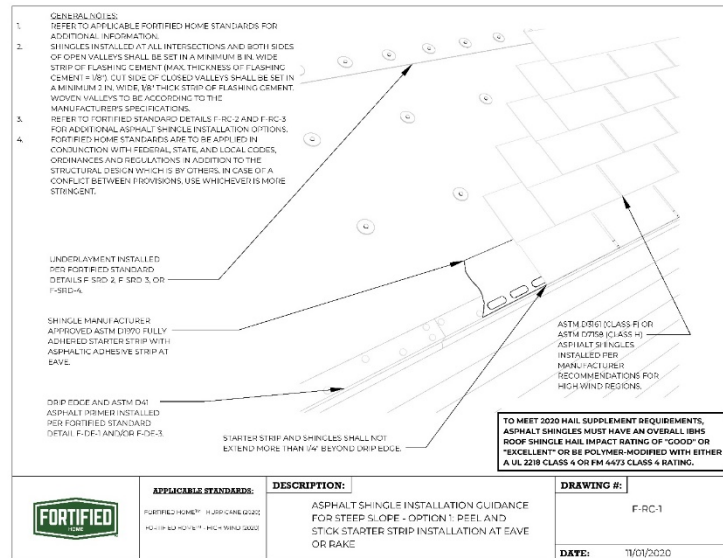 GENERAL NOTES:
1. REFER TO APPLICABLE FORTIFIED HOME STANDARDS FOR
ADDITIONAL INFORMATION.
2. SHINGLES INSTALLED AT ALL INTERSECTIONS AND BOTH SIDES
OF OPEN VALLEYS SHALL BE SET IN A MINIMUM 8 IN. WIDE
STRIP OF FLASHING CEMENT (MAX. THICKNESS OF FLASHING
CEMENT = 1/8"). CUT SIDE OF CLOSED VALLEYS SHALL BE SET IN
A MINIMUM 2 IN. WIDE, 1/8" THICK STRIP OF FLASHING CEMENT.
WOVEN VALLEYS TO BE ACCORDING TO THE
MANUFACTURER'S SPECIFICATIONS.
3. REFER TO FORTIFIED STANDARD DETAILS F-RC-2 AND F-RC-3
FOR ADDITIONAL ASPHALT SHINGLE INSTALLATION OPTIONS.
4. FORTIFIED HOME STANDARDS ARE TO BE APPLIED IN
CONJUNCTION WITH FEDERAL, STATE, AND LOCAL CODES,
ORDINANCES AND REGULATIONS IN ADDITION TO THE
STRUCTURAL DESIGN WHICH IS BY OTHERS. IN CASE OF A
CONFLICT BETWEEN PROVISIONS, USE WHICHEVER IS MORE
STRINGENT.
UNDERLAYMENT INSTALLED
PER FORTIFIED STANDARD
DETAILS F-SRD-2, F-SRD-3, OR
F-SRD-4.
SHINGLE MANUFACTURER
APPROVED ASTM D1970 FULLY
ADHERED STARTER STRIP WITH
ASPHALTIC ADHESIVE STRIP AT
EAVE.
DRIP EDGE AND ASTM D41
ASPHALT PRIMER INSTALLED
PER FORTIFIED STANDARD
DETAIL F-DE-1 AND/OR F-DE-3.
STARTER STRIP AND SHINGLES SHALL NOT
EXTEND MORE THAN 1/4" BEYOND DRIP EDGE.
ASTM D3161 (CLASS F) OR
ASTM D7158 (CLASS H)
ASPHALT SHINGLES
INSTALLED PER
MANUFACTURER
RECOMMENDATIONS FOR
HIGH WIND REGIONS.
TO MEET 2020 HAIL SUPPLEMENT REQUIREMENTS,
ASPHALT SHINGLES MUST HAVE AN OVERALL IBHS
ROOF SHINGLE HAIL IMPACT RATING OF "GOOD" OR
"EXCELLENT" OR BE POLYMER-MODIFIED WITH EITHER
A UL 2218 CLASS 4 OR FM 4473 CLASS 4 RATING.
FORTIFIED
HOME
APPLICABLE STANDARDS:
FORTIFIED HOME™ - HURRICANE (2020)
FORTIFIED HOME™ - HIGH WIND (2020)
DESCRIPTION:
ASPHALT SHINGLE INSTALLATION GUIDANCE
FOR STEEP SLOPE - OPTION 1: PEEL AND
STICK STARTER STRIP INSTALLATION AT EAVE
OR RAKE
DRAWING #:
F-RC-1
DATE: 11/01/2020